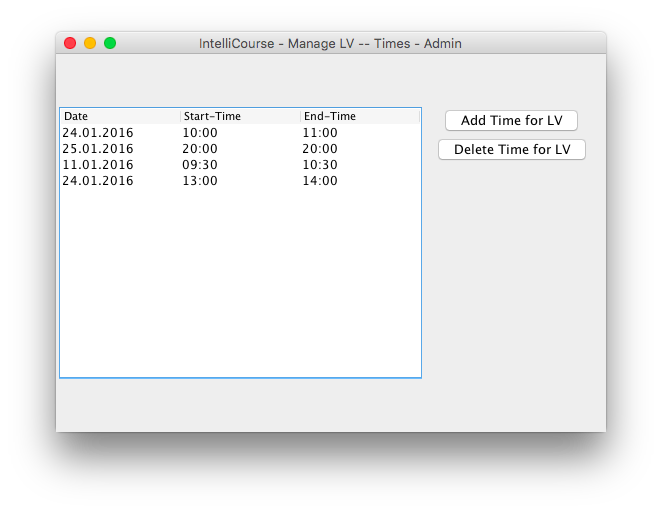 IntelliCourse - Manage LV -- Times - Admin
Date Start-Time End-Time
24.01.2016 10:00 11:00
25.01.2016 20:00 20:00
11.01.2016 09:30 10:30
24.01.2016 13:00 14:00
Add Time for LV
Delete Time for LV